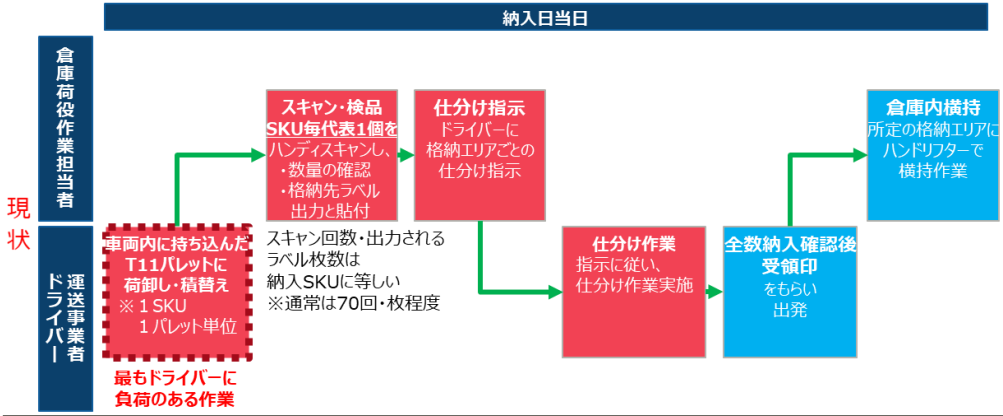 納入日当日
倉庫荷役作業担当者
スキャン・検品
SKU毎代表1個を
ハンディスキャンし、
・数量の確認
・格納先ラベル
出力と貼付
仕分け指示
ドライバーに
格納エリアごとの
仕分け指示
倉庫内横持
所定の格納エリアに
ハンドリフターで
横持作業
現状
運送事業者
ドライバー
車両内に持ち込んだ
T11パレットに
荷卸し・積替え
※１SKU
１パレット単位
最もドライバーに
負荷のある作業
スキャン回数・出力される
ラベル枚数は
納入SKUに等しい
※通常は70回・枚程度
仕分け作業
指示に従い、
仕分け作業実施
全数納入確認後
受領印
をもらい
出発